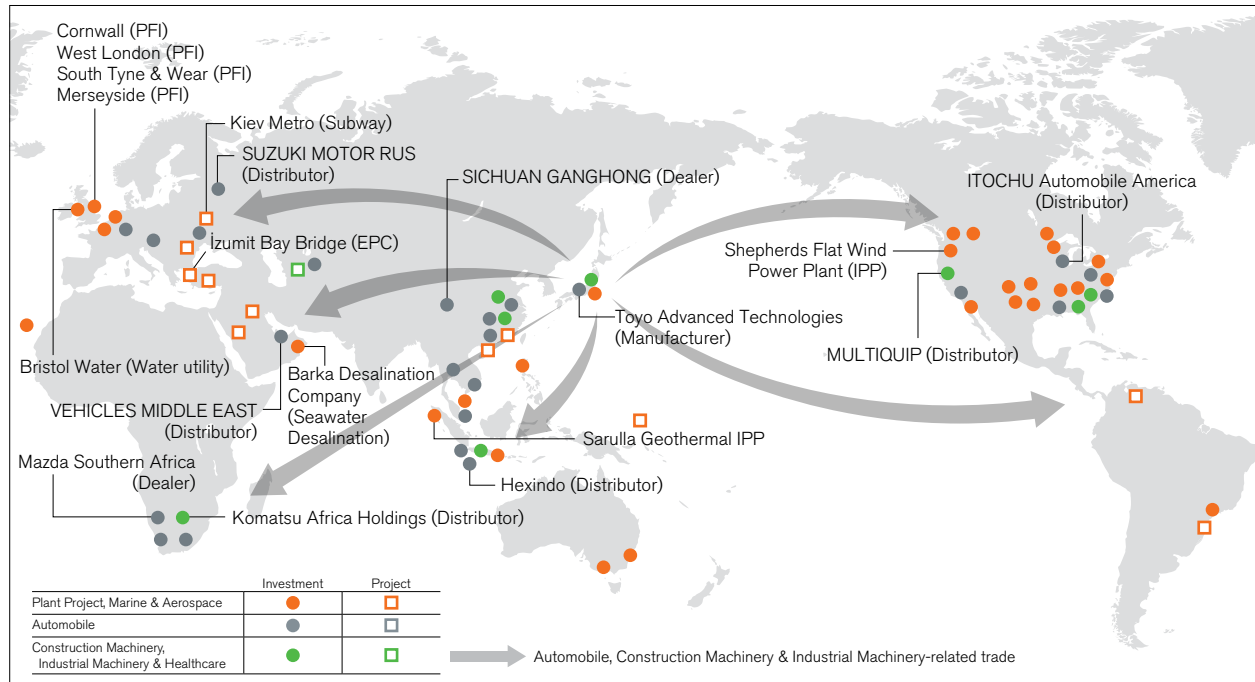 Cornwall (PFI)
West London (PFI)
South Tyne & Wear (PFI)
Merseyside (PFI)
Kiev Metro (Subway)
SUZUKI MOTOR RUS
(Distributor)
SICHUAN GANGHONG (Dealer)
ITOCHU Automobile America
(Distributor)
İzumit Bay Bridge (EPC)
Shepherds Flat Wind
Power Plant (IPP)
Toyo Advanced Technologies
(Manufacturer)
MULTIQUIP (Distributor)
Bristol Water (Water utility)
Barka Desalination
Company
(Seawater
Desalination)
VEHICLES MIDDLE EAST
(Distributor)
Sarulla Geothermal IPP
Mazda Southern Africa
(Dealer)
Hexindo (Distributor)
Komatsu Africa Holdings (Distributor)
Investment
Project
Plant Project, Marine & Aerospace
Automobile
Construction Machinery,
Industrial Machinery & Healthcare
Automobile, Construction Machinery & Industrial Machinery-related trade